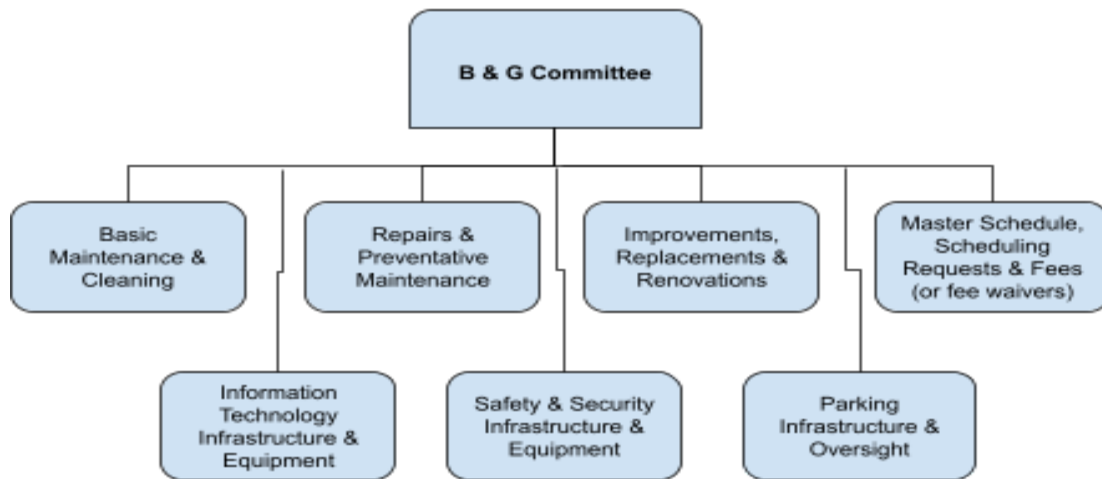 B & G Committee
Basic
Maintenance &
Cleaning
Repairs &
Preventative
Maintenance
Improvements,
Replacements &
Renovations
Master Schedule,
Scheduling
Requests & Fees
(or fee waivers)
Information
Technology
Infrastructure &
Equipment
Safety & Security
Infrastructure &
Equipment
Parking
Infrastructure &
Oversight